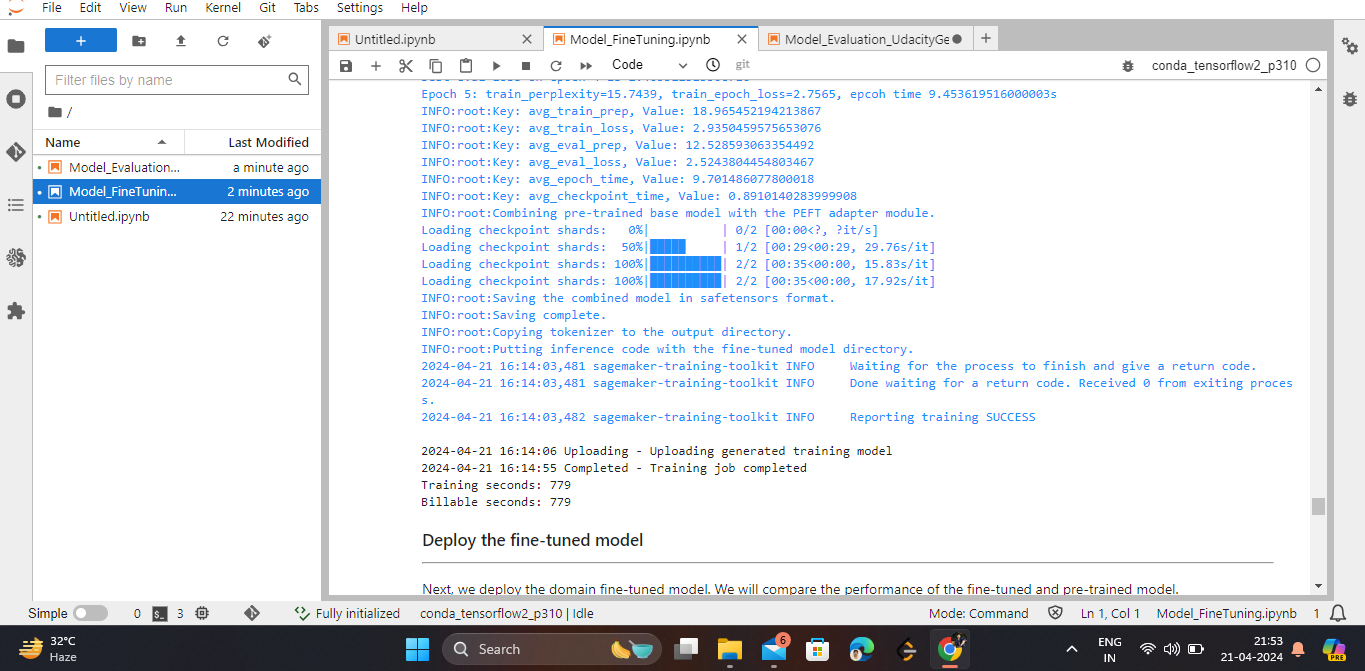 File Edit View Run Kernel Git Tabs Settings Help
Untitled.ipynb
Model_FineTuning.ipynb
Model_Evaluation_UdacityGe
Filter files by name
/
Name Last Modified
Model_Evaluation... a minute ago
Model_FineTunin... 2 minutes ago
Untitled.ipynb 22 minutes ago
Code git conda_tensorflow2_p310
Epoch 5: train_perplexity=15.7439, train_epoch_loss=2.7565, epcoh time 9.453619516000003s
INFO:root:Key: avg_train_prep, Value: 18.965452194213867
INFO:root:Key: avg_train_loss, Value: 2.9350459575653076
INFO:root:Key: avg_eval_prep, Value: 12.528593063354492
INFO:root:Key: avg_eval_loss, Value: 2.5243804454803467
INFO:root:Key: avg_epoch_time, Value: 9.701486077800018
INFO:root:Key: avg_checkpoint_time, Value: 0.8910140283999908
INFO:root:Combining pre-trained base model with the PEFT adapter module.
Loading checkpoint shards: 0%| | 0/2 [00:00<?, ?it/s]
Loading checkpoint shards: 50%|█████ | 1/2 [00:29<00:29, 29.76s/it]
Loading checkpoint shards: 100%|██████████| 2/2 [00:35<00:00, 15.83s/it]
Loading checkpoint shards: 100%|██████████| 2/2 [00:35<00:00, 17.92s/it]
INFO:root:Saving the combined model in safetensors format.
INFO:root:Saving complete.
INFO:root:Copying tokenizer to the output directory.
INFO:root:Putting inference code with the fine-tuned model directory.
2024-04-21 16:14:03,481 sagemaker-training-toolkit INFO Waiting for the process to finish and give a return code.
2024-04-21 16:14:03,481 sagemaker-training-toolkit INFO Done waiting for a return code. Received 0 from exiting proces
s.
2024-04-21 16:14:03,482 sagemaker-training-toolkit INFO Reporting training SUCCESS
2024-04-21 16:14:06 Uploading - Uploading generated training model
2024-04-21 16:14:55 Completed - Training job completed
Training seconds: 779
Billable seconds: 779
Deploy the fine-tuned model
Next, we deploy the domain fine-tuned model. We will compare the performance of the fine-tuned and pre-trained model.
Simple 0 $_ 3 Fully initialized conda_tensorflow2_p310 | Idle Mode: Command Ln 1, Col 1 Model_FineTuning.ipynb 1
32°C
Haze
Search
6
ENG
IN
21:53
21-04-2024
PRE